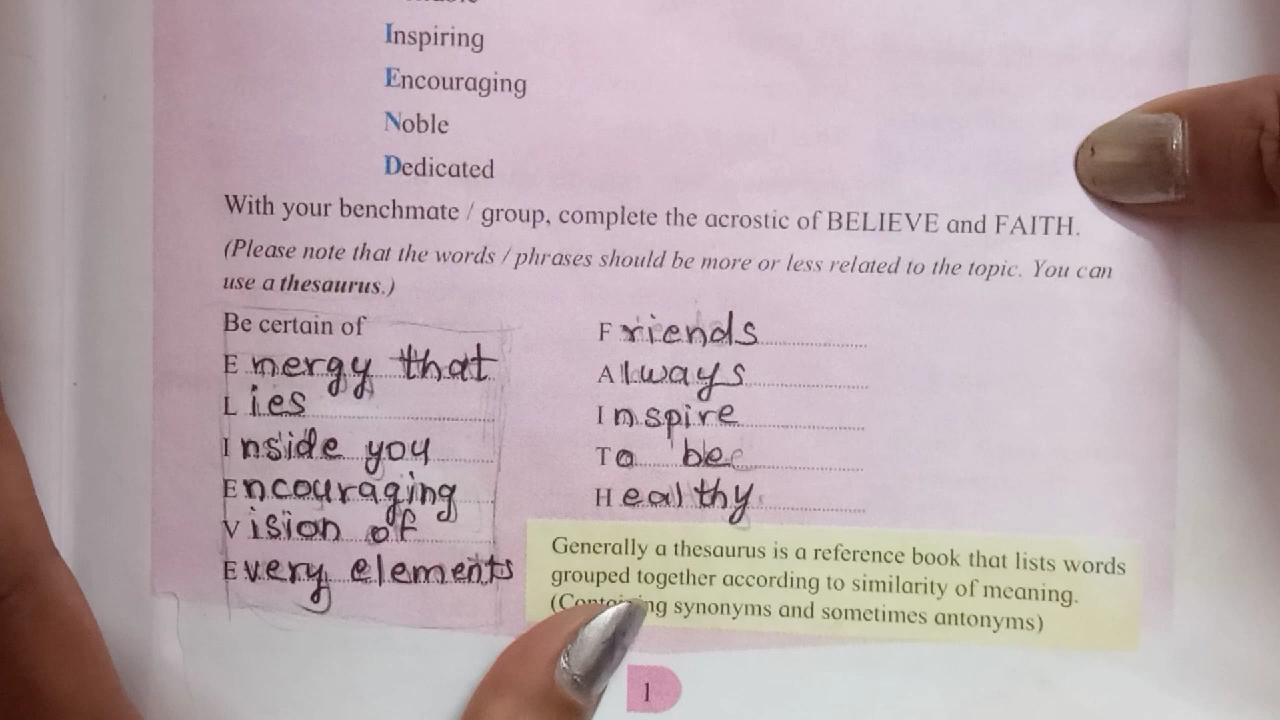 Inspiring
Encouraging
Noble
Dedicated
With your benchmate / group, complete the acrostic of BELIEVE and FAITH.
(Please note that the words / phrases should be more or less related to the topic. You can
use a thesaurus.)
Be certain of
Energy that
Lies
Inside you
Encouraging
Vision of
Every elements
Friends
Always
Inspire
To be
Healthy
Generally a thesaurus is a reference book that lists words
grouped together according to similarity of meaning.
(Containing synonyms and sometimes antonyms)
1